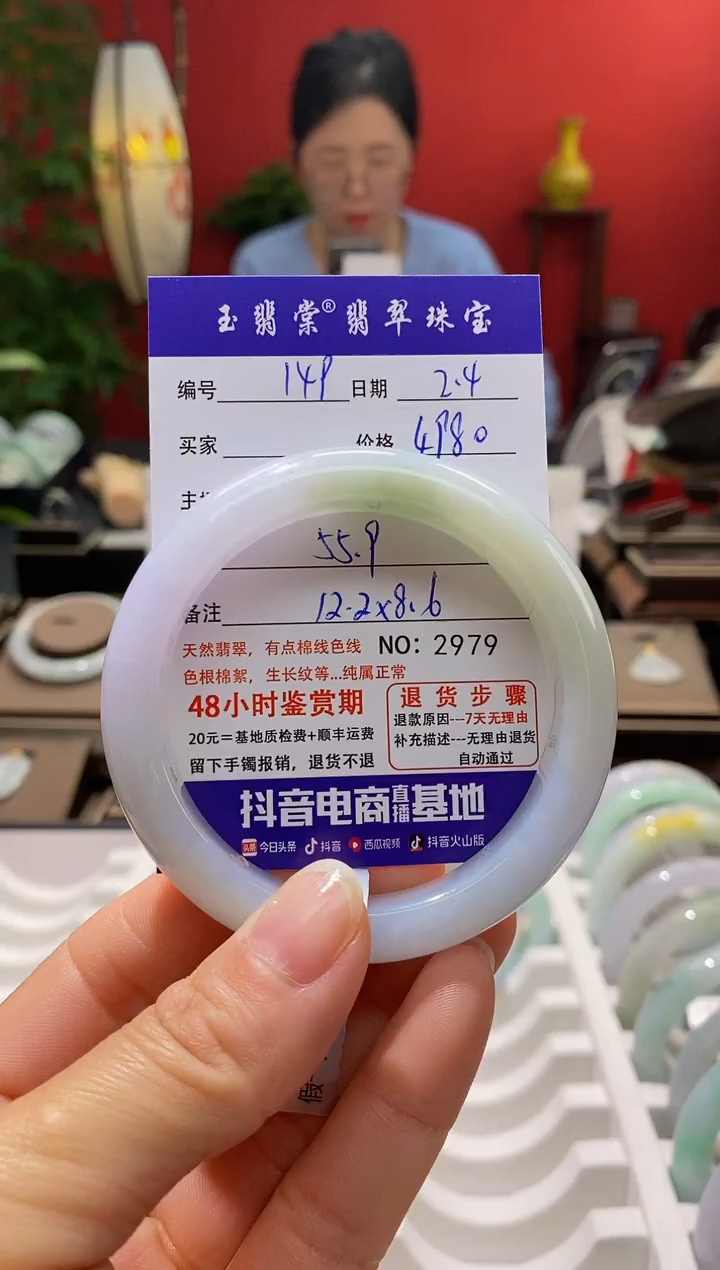 玉翡棠®翡翠珠宝
编号 149 日期 2.4
买家 价格 4980
主
55.9
备注 12.2x8.6
天然翡翠，有点棉线色线 NO：2979
色根棉絮，生长纹等...纯属正常
48小时鉴赏期
20元＝基地质检费+顺丰运费
留下手镯报销，退货不退
退货步骤
退款原因---7天无理由
补充描述---无理由退货
自动通过
抖音电商直播基地
头条 今日头条 抖音 西瓜视频 抖音火山版